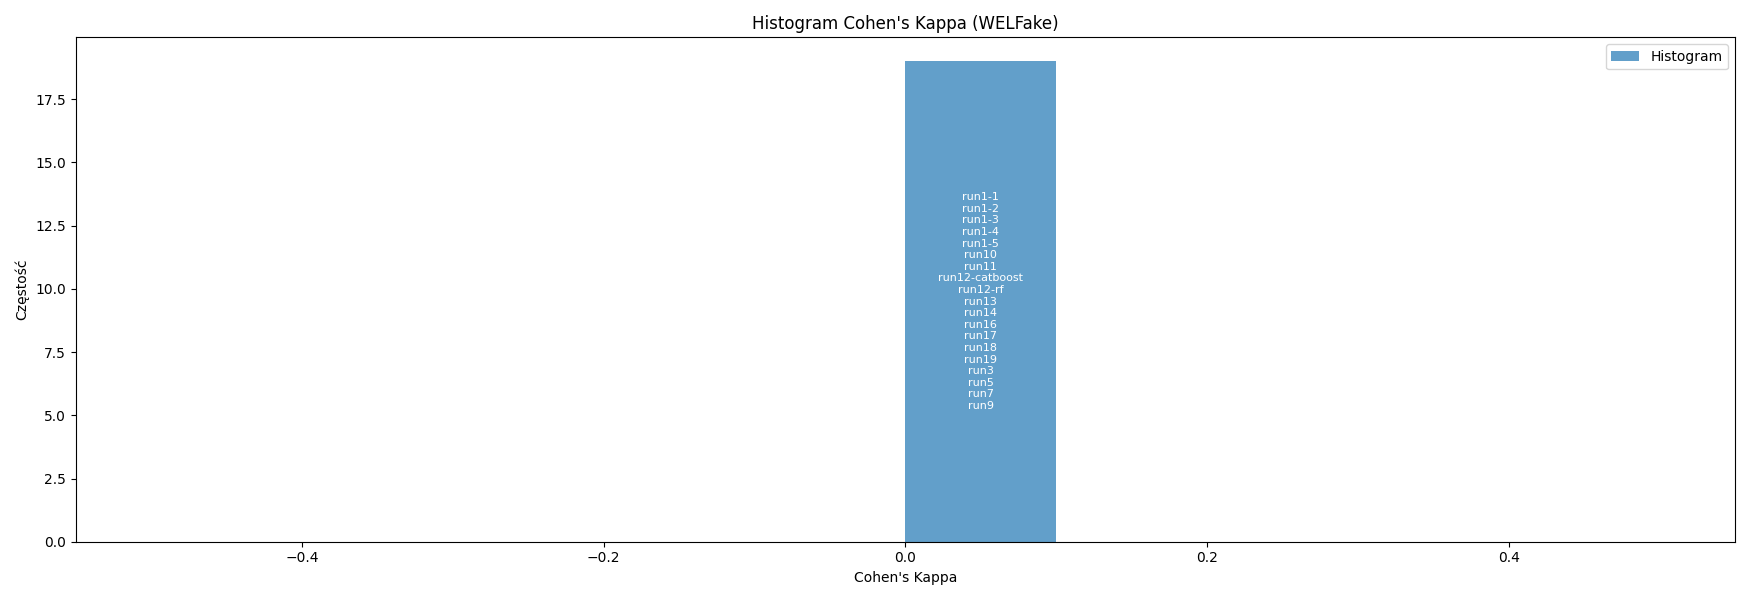 Histogram Cohen's Kappa (WELFake)
Histogram
17.5
15.0
12.5
10.0
7.5
5.0
2.5
0.0
Częstość
run1-1
run1-2
run1-3
run1-4
run1-5
run10
run11
run12-catboost
run12-rf
run13
run14
run16
run17
run18
run19
run3
run5
run7
run9
−0.4 −0.2 0.0 0.2 0.4
Cohen's Kappa